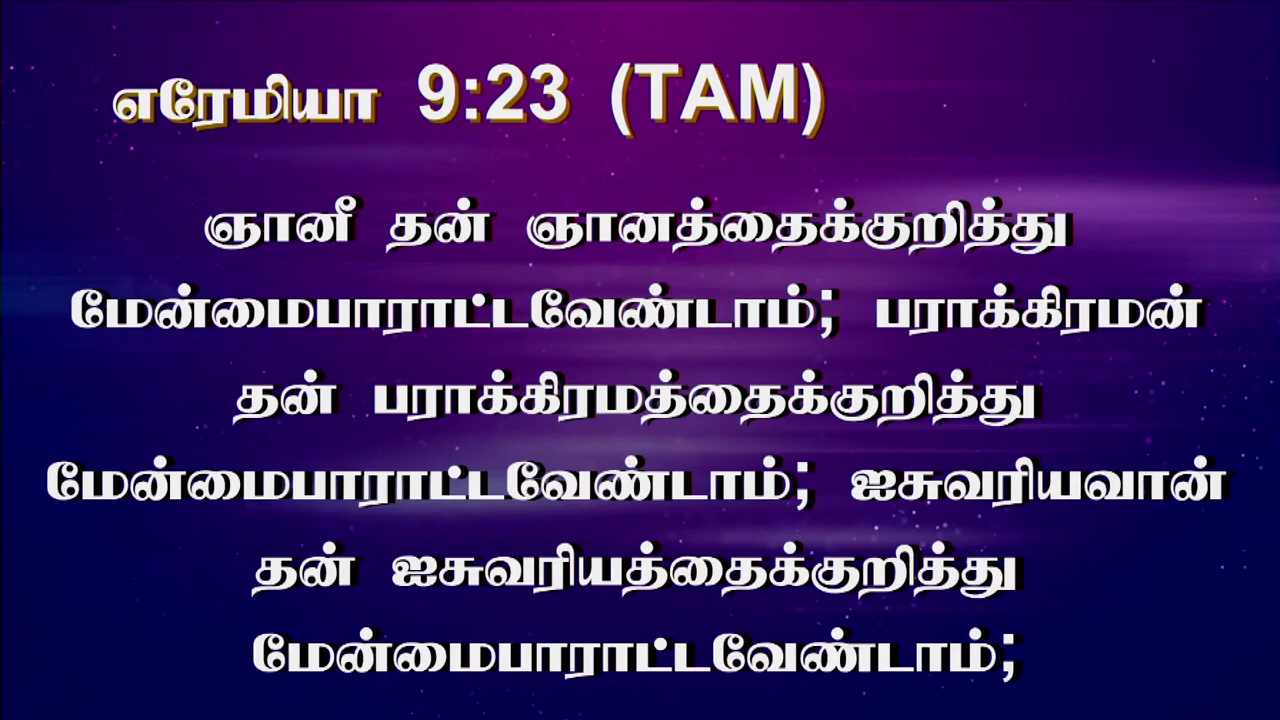 எரேமியா 9:23 (TAM)
ஞானீ தன் ஞானத்தைக்குறித்து
மேன்மைபாராட்டவேண்டாம்; பராக்கிரமன்
தன் பராக்கிரமத்தைக்குறித்து
மேன்மைபாராட்டவேண்டாம்; ஐசுவரியவான்
தன் ஐசுவரியத்தைக்குறித்து
மேன்மைபாராட்டவேண்டாம்;